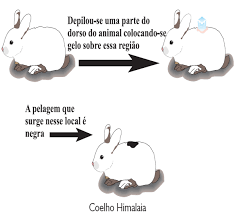 Depilou-se uma parte do
dorso do animal colocando-se
gelo sobre essa região
A pelagem que
surge nesse local é
negra
Coelho Himalaia